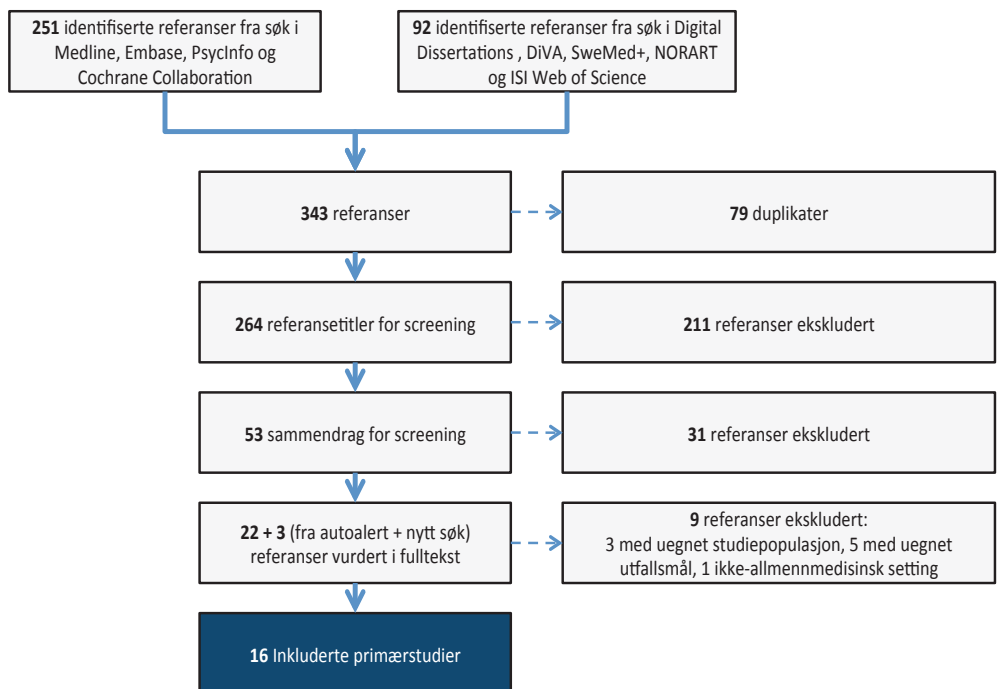 251 identifiserte referanser fra søk i
Medline, Embase, PsycInfo og
Cochrane Collaboration
92 identifiserte referanser fra søk i Digital
Dissertations , DiVA, SweMed+, NORART
og ISI Web of Science
343 referanser
79 duplikater
264 referansetitler for screening
211 referanser ekskludert
53 sammendrag for screening
31 referanser ekskludert
22 + 3 (fra autoalert + nytt søk)
referanser vurdert i fulltekst
9 referanser ekskludert:
3 med uegnet studiepopulasjon, 5 med uegnet
utfallsmål, 1 ikke-allmennmedisinsk setting
16 Inkluderte primærstudier